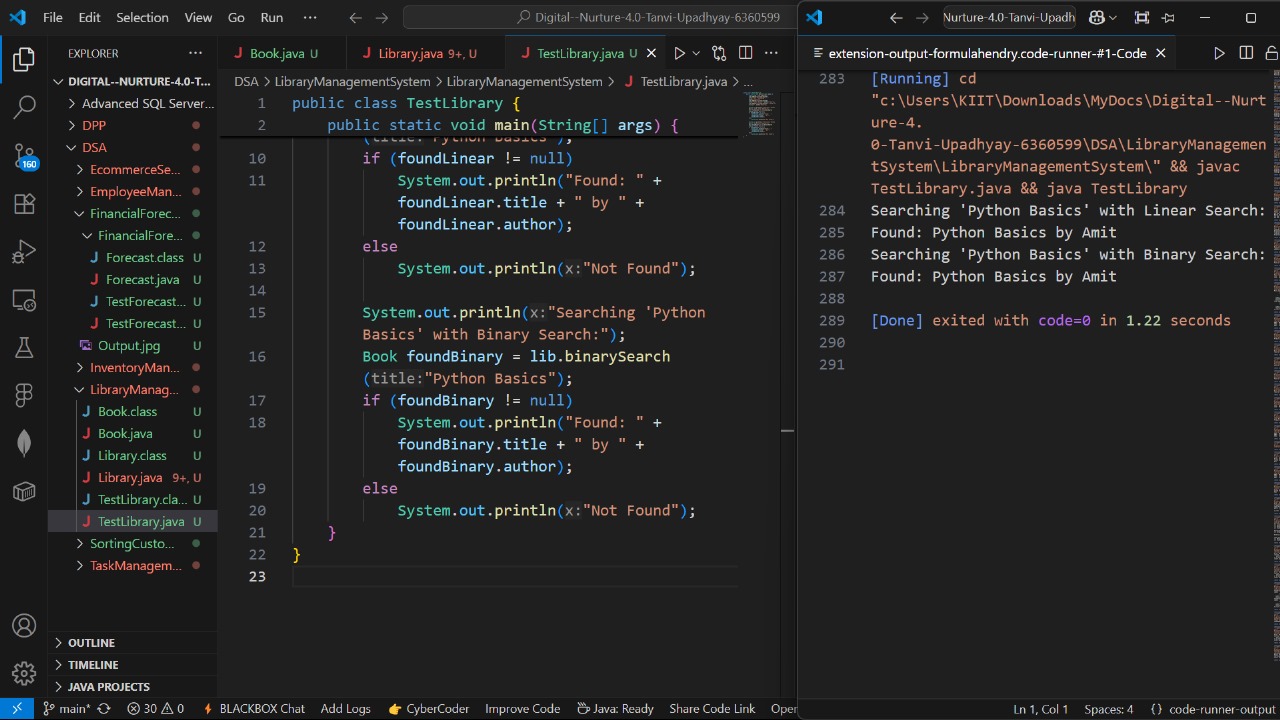 File Edit Selection View Go Run ··· Digital--Nurture-4.0-Tanvi-Upadhyay-6360599
EXPLORER ···
DIGITAL--NURTURE-4.0-T...
Advanced SQL Server...
DPP
DSA
EcommerceSe...
EmployeeMan...
FinancialForec...
FinancialFore...
Forecast.class U
Forecast.java U
TestForecast... U
TestForecast... U
Output.jpg U
InventoryMan...
LibraryManag...
Book.class U
Book.java U
Library.class U
Library.java 9+, U
TestLibrary.cla... U
TestLibrary.java U
SortingCusto...
TaskManagem...
OUTLINE
TIMELINE
JAVA PROJECTS
160
Book.java U Library.java 9+, U TestLibrary.java U
DSA > LibraryManagementSystem > LibraryManagementSystem > TestLibrary.java > ...
1 public class TestLibrary {
2 public static void main(String[] args) {
(title:"Python Basics");
10 if (foundLinear != null)
11 System.out.println("Found: " +
foundLinear.title + " by " +
foundLinear.author);
12 else
13 System.out.println(x:"Not Found");
14
15 System.out.println(x:"Searching 'Python
Basics' with Binary Search:");
16 Book foundBinary = lib.binarySearch
(title:"Python Basics");
17 if (foundBinary != null)
18 System.out.println("Found: " +
foundBinary.title + " by " +
foundBinary.author);
19 else
20 System.out.println(x:"Not Found");
21 }
22 }
23
Nurture-4.0-Tanvi-Upadh
extension-output-formulahendry.code-runner-#1-Code
283 [Running] cd
"c:\Users\KIIT\Downloads\MyDocs\Digital--Nurt
ure-4.
0-Tanvi-Upadhyay-6360599\DSA\LibraryManagemen
tSystem\LibraryManagementSystem\" && javac
TestLibrary.java && java TestLibrary
284 Searching 'Python Basics' with Linear Search:
285 Found: Python Basics by Amit
286 Searching 'Python Basics' with Binary Search:
287 Found: Python Basics by Amit
288
289 [Done] exited with code=0 in 1.22 seconds
290
291
main* 30 0 BLACKBOX Chat Add Logs CyberCoder Improve Code Java: Ready Share Code Link Open
Ln 1, Col 1 Spaces: 4 {} code-runner-output